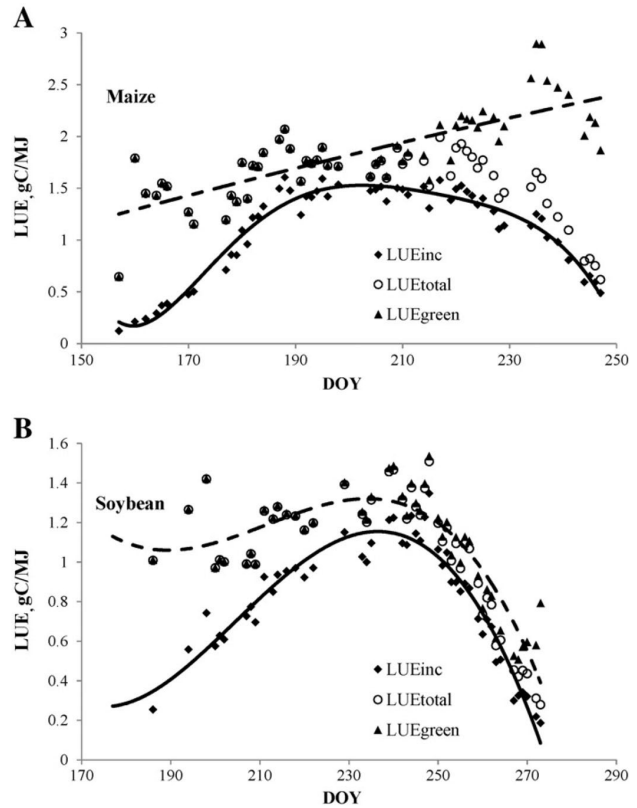 A
3
Maize
2.5
2
1.5
1
0.5
0
LUE, gC/MJ
LUEinc
LUEtotal
LUEgreen
150
170
190
210
230
250
DOY
B
1.6
1.4
Soybean
1.2
1
0.8
0.6
0.4
0.2
0
LUE, gC/MJ
LUEinc
LUEtotal
LUEgreen
170
190
210
230
250
270
290
DOY